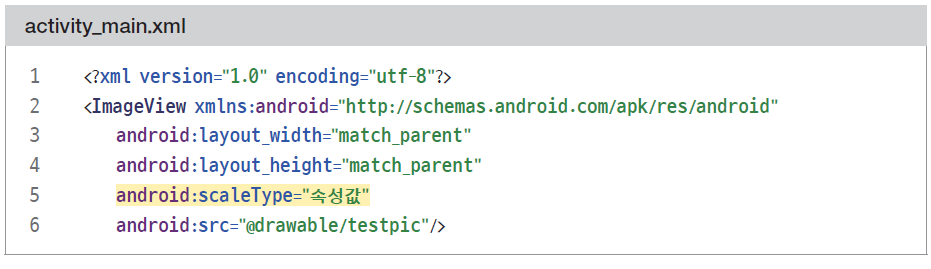 activity_main.xml
1 <?xml version="1.0" encoding="utf-8"?>
2 <ImageView xmlns:android="http://schemas.android.com/apk/res/android"
3 android:layout_width="match_parent"
4 android:layout_height="match_parent"
5 android:scaleType="속성값"
6 android:src="@drawable/testpic"/>